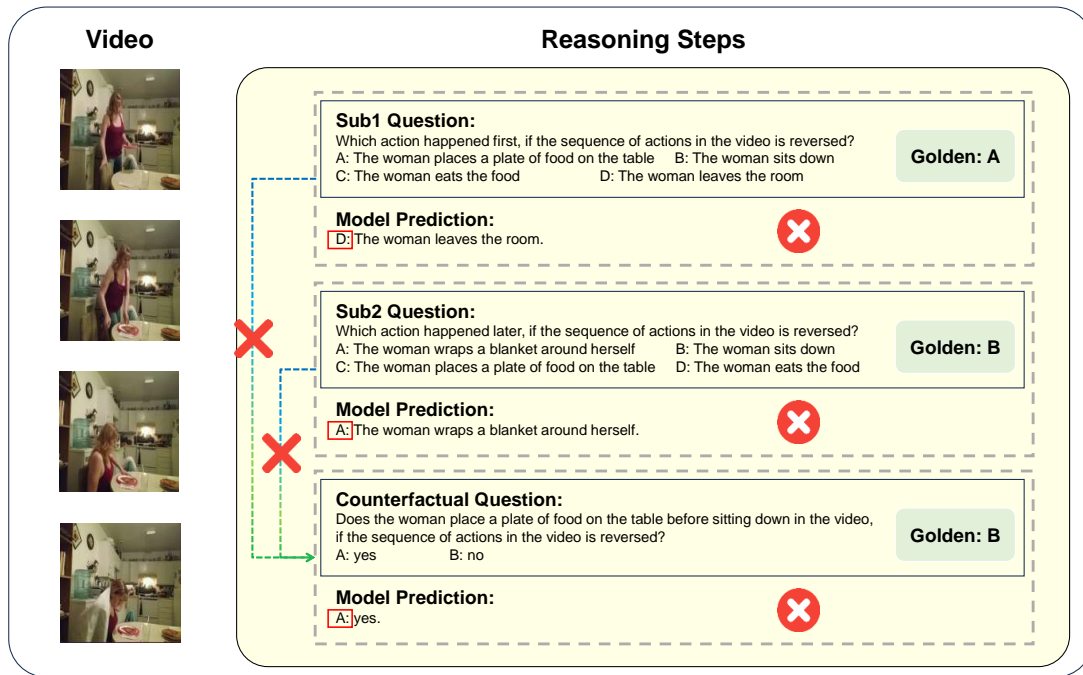 Video
Reasoning Steps
Sub1 Question:
Which action happened first, if the sequence of actions in the video is reversed?
A: The woman places a plate of food on the table B: The woman sits down
C: The woman eats the food D: The woman leaves the room
Golden: A
Model Prediction:
D: The woman leaves the room.
Sub2 Question:
Which action happened later, if the sequence of actions in the video is reversed?
A: The woman wraps a blanket around herself B: The woman sits down
C: The woman places a plate of food on the table D: The woman eats the food
Golden: B
Model Prediction:
A: The woman wraps a blanket around herself.
Counterfactual Question:
Does the woman place a plate of food on the table before sitting down in the video,
if the sequence of actions in the video is reversed?
A: yes B: no
Golden: B
Model Prediction:
A: yes.